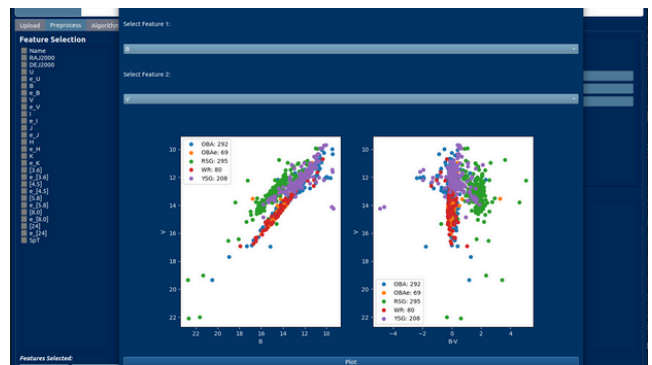 Select Feature 1:
Upload Preprocess Algorithm
Feature Selection
B
Name
RAJ2000
DEJ2000
U
e_U
B
e_B
V
e_V
I
e_I
J
e_J
H
e_H
K
e_K
[3.6]
e_[3.6]
[4.5]
e_[4.5]
[5.8]
e_[5.8]
[8.0]
e_[8.0]
[24]
e_[24]
SpT
Select Feature 2:
V
10
12
14
16
18
20
22
V
22 20 18 16 14 12 10
B
OBA: 292
OBAe: 69
RSG: 295
WR: 80
YSG: 208
10
12
14
16
18
20
22
V
−4 −2 0 2 4
B-V
OBA: 292
OBAe: 69
RSG: 295
WR: 80
YSG: 208
Features Selected:
Plot